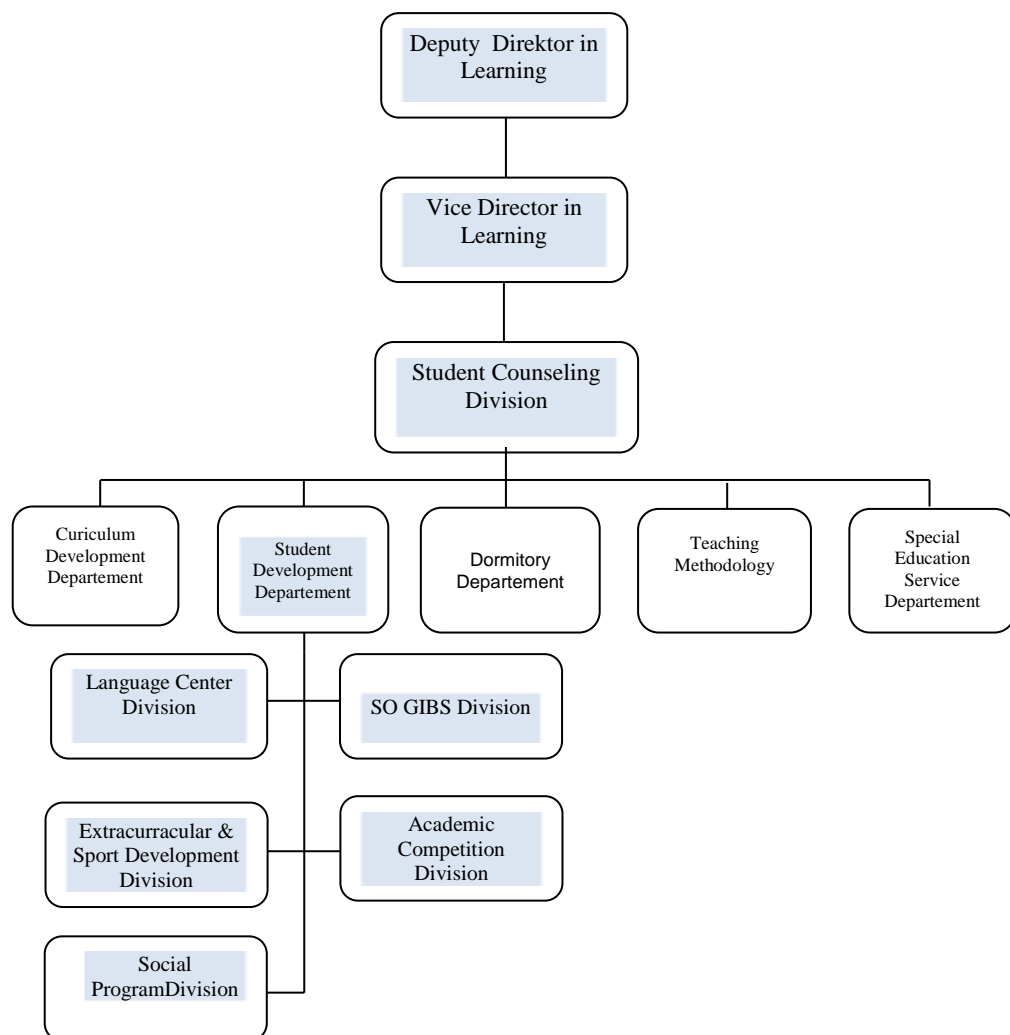 Deputy Direktor in
Learning
Vice Director in
Learning
Student Counseling
Division
Curiculum
Development
Departement
Student
Development
Departement
Dormitory
Departement
Teaching
Methodology
Special
Education
Service
Departement
Language Center
Division
SO GIBS Division
Extracurracular &
Sport Development
Division
Academic
Competition
Division
Social
ProgramDivision